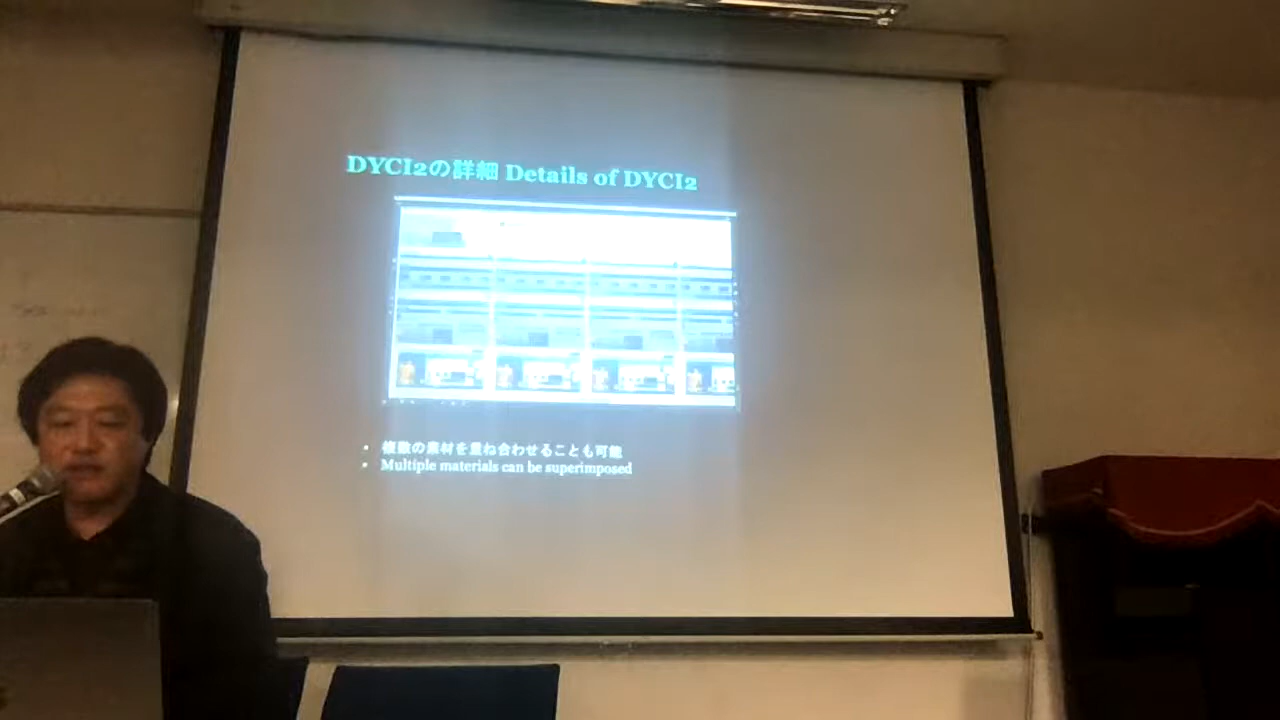 DYCI2の詳細 Details of DYCI2
• 複数の素材を重ね合わせることも可能
• Multiple materials can be superimposed